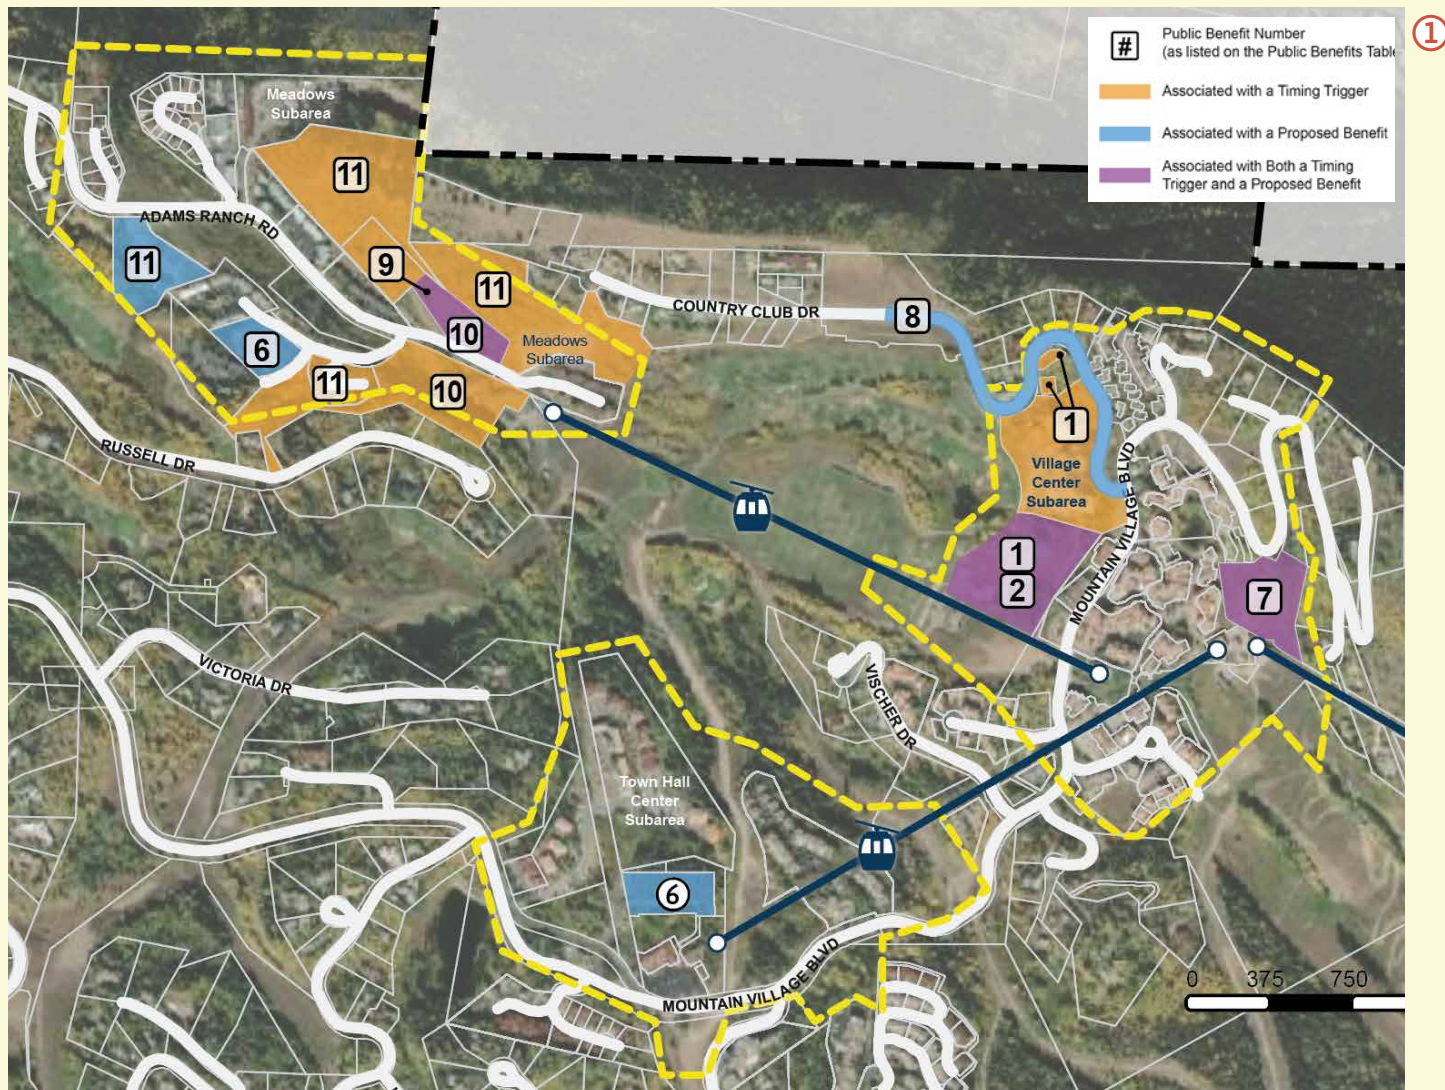 ①
#
Public Benefit Number
(as listed on the Public Benefits Table
Associated with a Timing Trigger
Associated with a Proposed Benefit
Associated with Both a Timing
Trigger and a Proposed Benefit
Meadows
Subarea
11
ADAMS RANCH RD
11
9
11
10
6
11
10
Meadows
Subarea
COUNTRY CLUB DR
8
1
Village
Center
Subarea
MOUNTAIN VILLAGE BLVD
1
2
7
RUSSELL DR
VICTORIA DR
VISCHER DR
Town Hall
Center
Subarea
6
MOUNTAIN VILLAGE BLVD
0 375 750